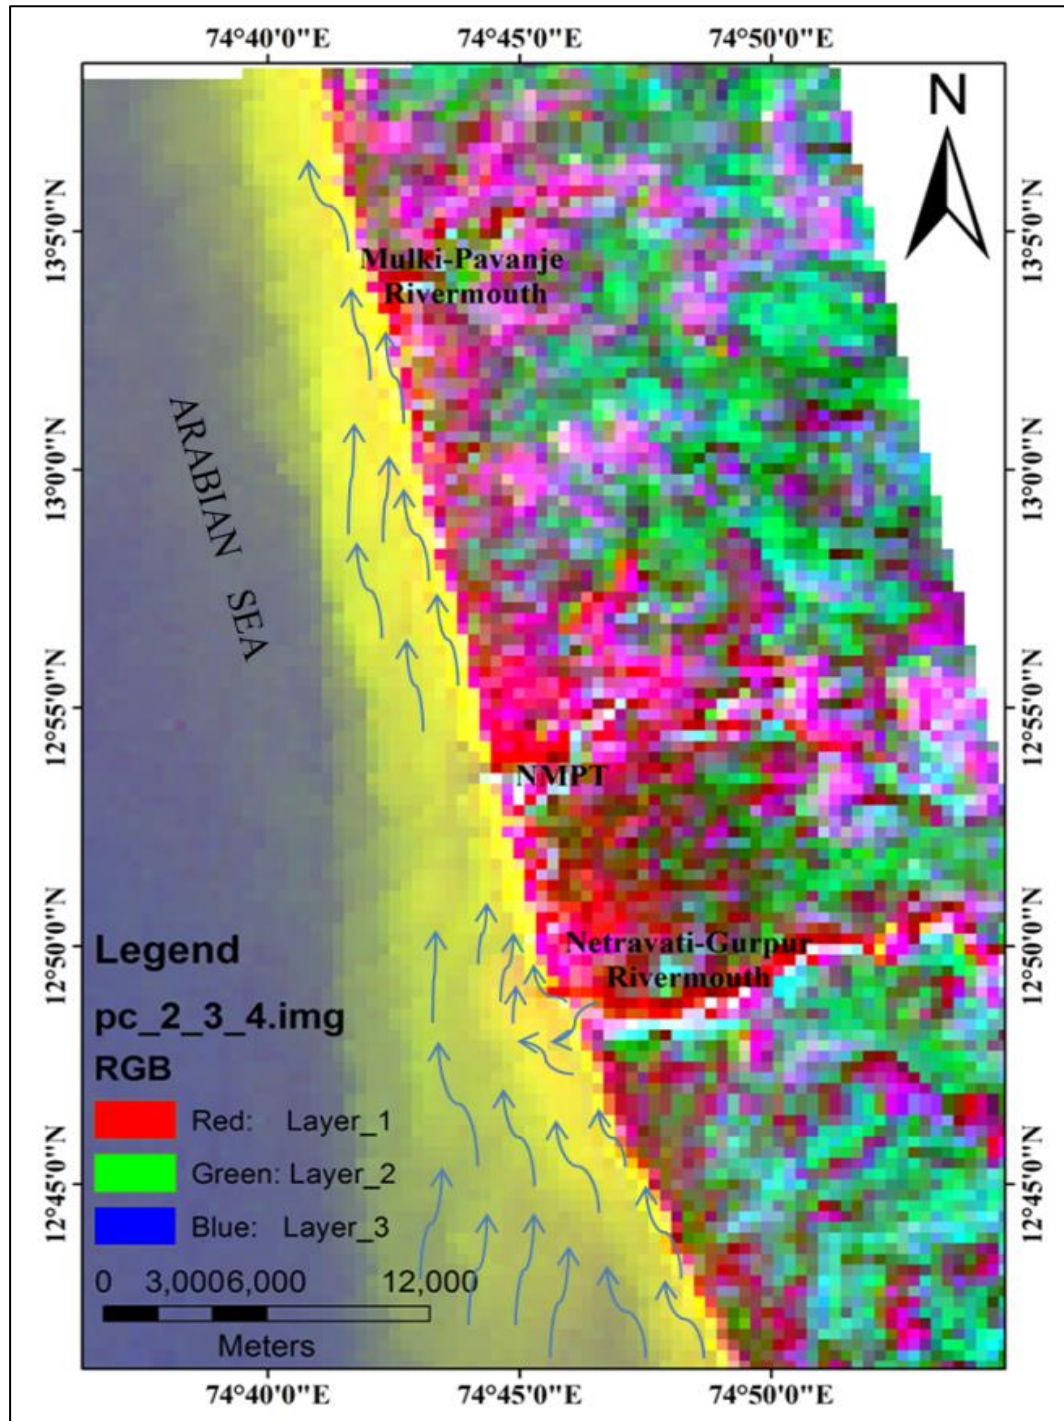 74°40'0"E 74°45'0"E 74°50'0"E
N
13°5'0"N 13°5'0"N
Mulki-Pavanje
Rivermouth
ARABIAN SEA
13°0'0"N 13°0'0"N
12°55'0"N 12°55'0"N
NMPT
12°50'0"N 12°50'0"N
Netravati-Gurpur
Rivermouth
Legend
pc_2_3_4.img
RGB
Red: Layer_1
Green: Layer_2
Blue: Layer_3
12°45'0"N 12°45'0"N
0 3,000 6,000 12,000
Meters
74°40'0"E 74°45'0"E 74°50'0"E